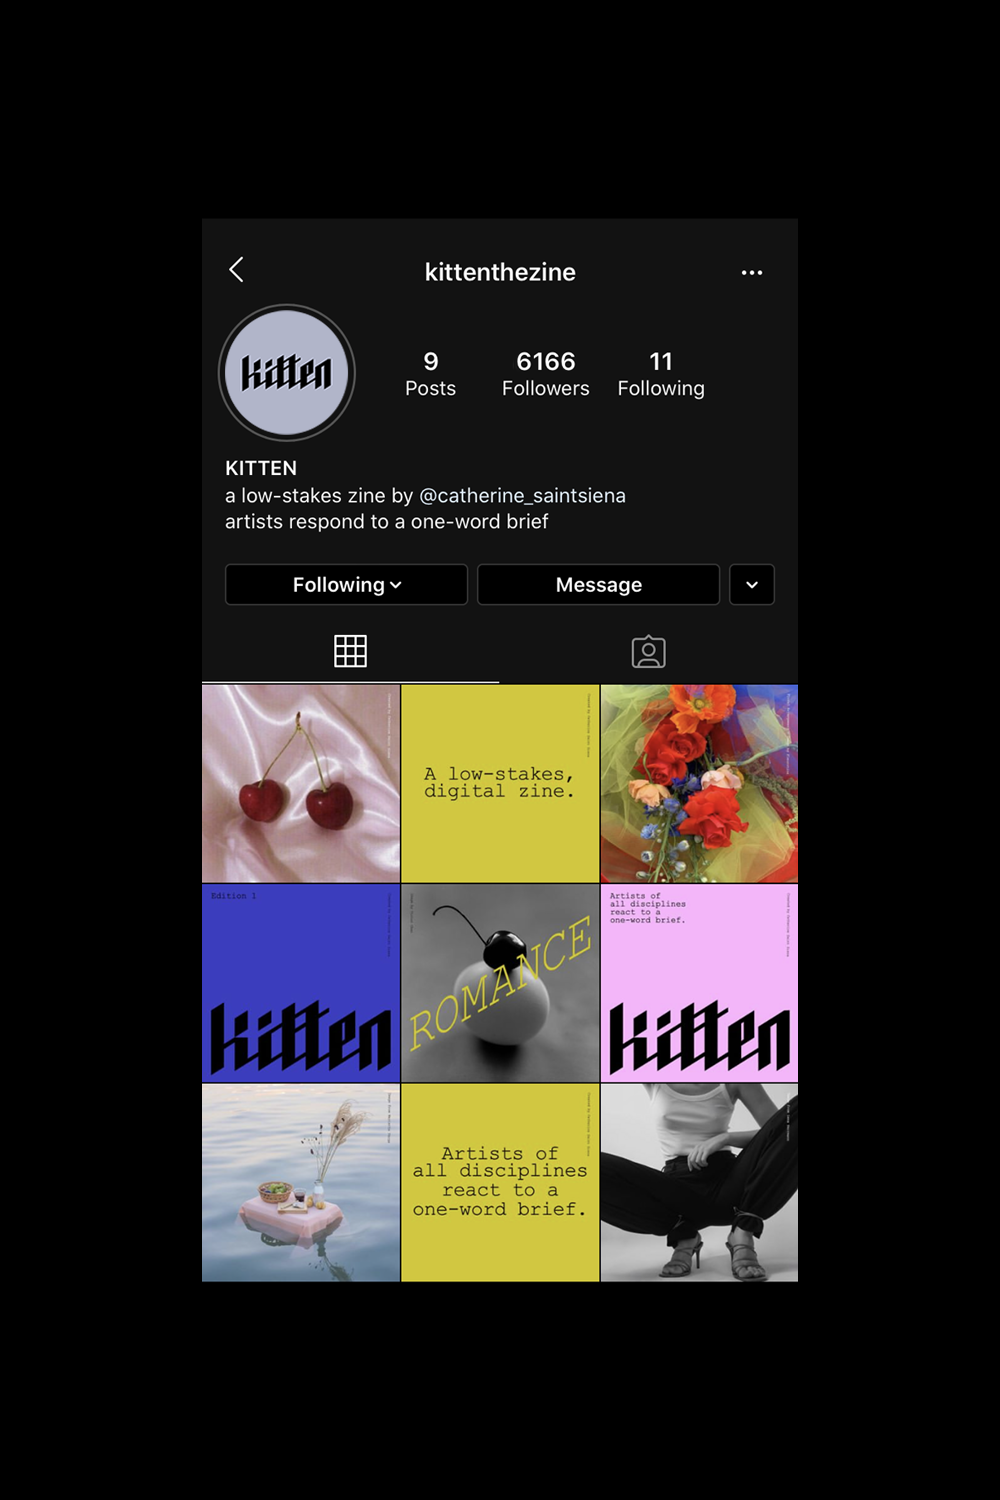 kittenthezine
kitten
9
6166
11
Posts
Followers
Following
KITTEN
a low-stakes zine by @catherine_saintsiena
artists respond to a one-word brief
Following
Message
A low-stakes,
digital zine.
Edition 1
kitten
ROMANCE
Artists of
all disciplines
react to a
one-word brief.
kitten
Artists of
all disciplines
react to a
one-word brief.